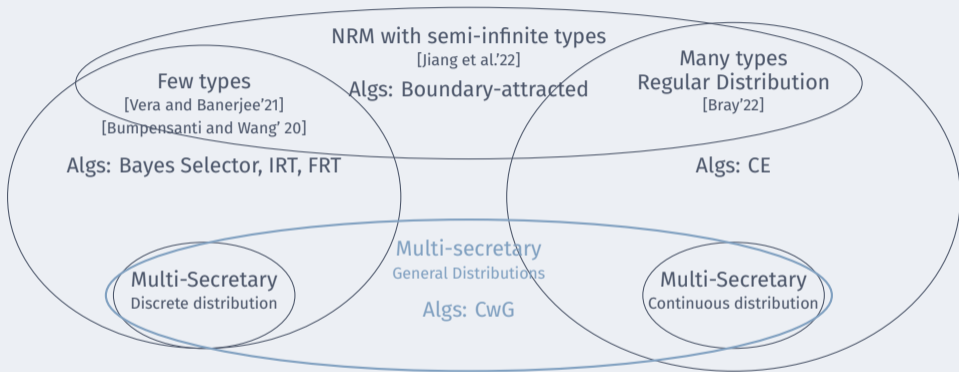 NRM with semi-infinite types
[Jiang et al.'22]
Algs: Boundary-attracted
Few types
[Vera and Banerjee'21]
[Bumpensanti and Wang' 20]
Algs: Bayes Selector, IRT, FRT
Many types
Regular Distribution
[Bray'22]
Algs: CE
Multi-secretary
General Distributions
Algs: CwG
Multi-Secretary
Discrete distribution
Multi-Secretary
Continuous distribution